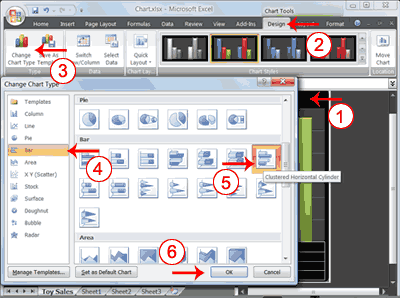 Chart.xlsx - Microsoft Excel
Chart Tools
Home Insert Page Layout Formulas Data Review View Add-Ins Design Layout Format
Change Chart Type
Save As Template
Switch Row/Column
Select Data
Quick Layout
Move Chart
Type Data Chart Lay... Chart Styles Location
2
3
1
Change Chart Type
Templates
Column
Line
Pie
Bar
Area
X Y (Scatter)
Stock
Surface
Doughnut
Bubble
Radar
Pie
Bar
4
5
Clustered Horizontal Cylinder
Area
6
Manage Templates...
Set as Default Chart
OK
Cancel
Toy Sales Sheet1 Sheet2 Sheet3